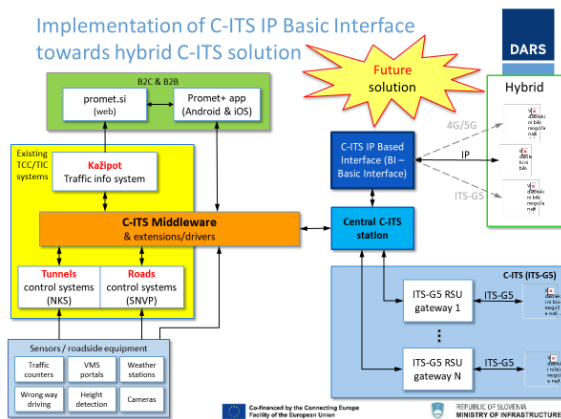 Implementation of C-ITS IP Basic Interface
towards hybrid C-ITS solution
DARS
B2C & B2B
promet.si
(web)
Promet+ app
(Android & iOS)
Future
solution
Hybrid
4G/5G
IP
ITS-G5
Existing
TCC/TIC
systems
Kažipot
Traffic info system
C-ITS IP Based
Interface (BI –
Basic Interface)
C-ITS Middleware
& extensions/drivers
Central C-ITS
station
Tunnels
control systems
(NKS)
Roads
control systems
(SNVP)
C-ITS (ITS-G5)
ITS-G5 RSU
gateway 1
ITS-G5
ITS-G5 RSU
gateway N
ITS-G5
Sensors / roadside equipment
Traffic
counters
VMS
portals
Weather
stations
Wrong way
driving
Height
detection
Cameras
Co-financed by the Connecting Europe
Facility of the European Union
REPUBLIC OF SLOVENIA
MINISTRY OF INFRASTRUCTURE